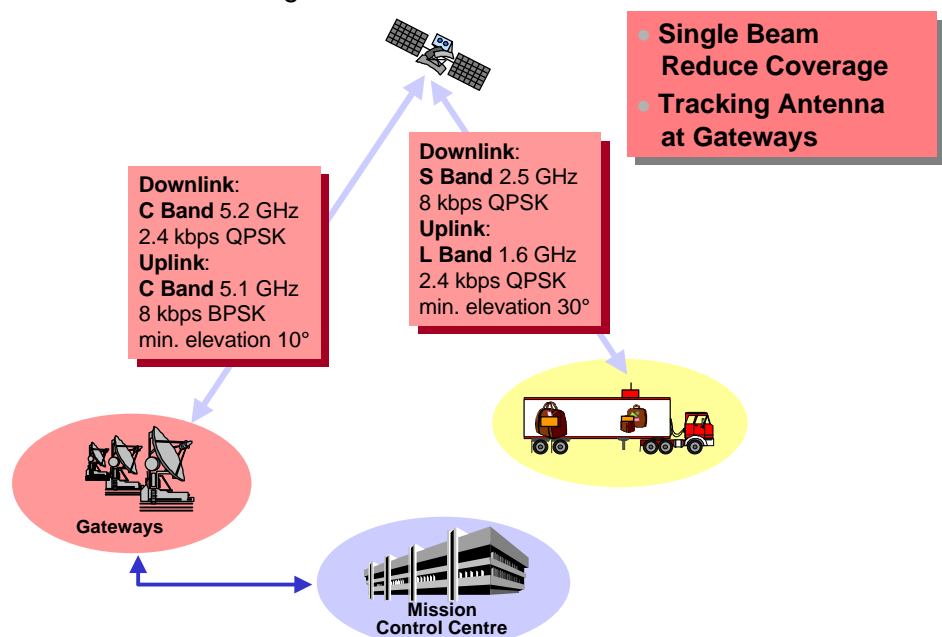 ● Single Beam
Reduce Coverage
● Tracking Antenna
at Gateways
Downlink:
C Band 5.2 GHz
2.4 kbps QPSK
Uplink:
C Band 5.1 GHz
8 kbps BPSK
min. elevation 10°
Downlink:
S Band 2.5 GHz
8 kbps QPSK
Uplink:
L Band 1.6 GHz
2.4 kbps QPSK
min. elevation 30°
Gateways
Mission
Control Centre